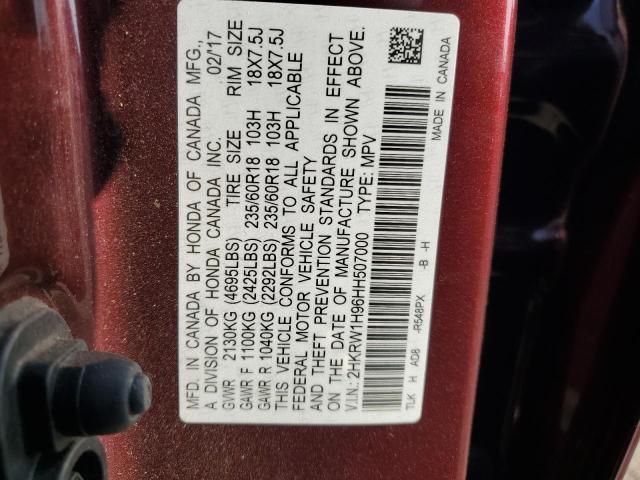 MFD. IN CANADA BY HONDA OF CANADA MFG.,
A DIVISION OF HONDA CANADA INC. 02/17
GVWR 2130KG (4695LBS) TIRE SIZE RIM SIZE
GAWR F 1100KG (2425LBS) 235/60R18 103H 18X7.5J
GAWR R 1040KG (2292LBS) 235/60R18 103H 18X7.5J
THIS VEHICLE CONFORMS TO ALL APPLICABLE
FEDERAL MOTOR VEHICLE SAFETY
AND THEFT PREVENTION STANDARDS IN EFFECT
ON THE DATE OF MANUFACTURE SHOWN ABOVE.
V.I.N.: 2HKRW1H96HH507000 TYPE: MPV
TLK H AD8 -R548PX -B -H MADE IN CANADA